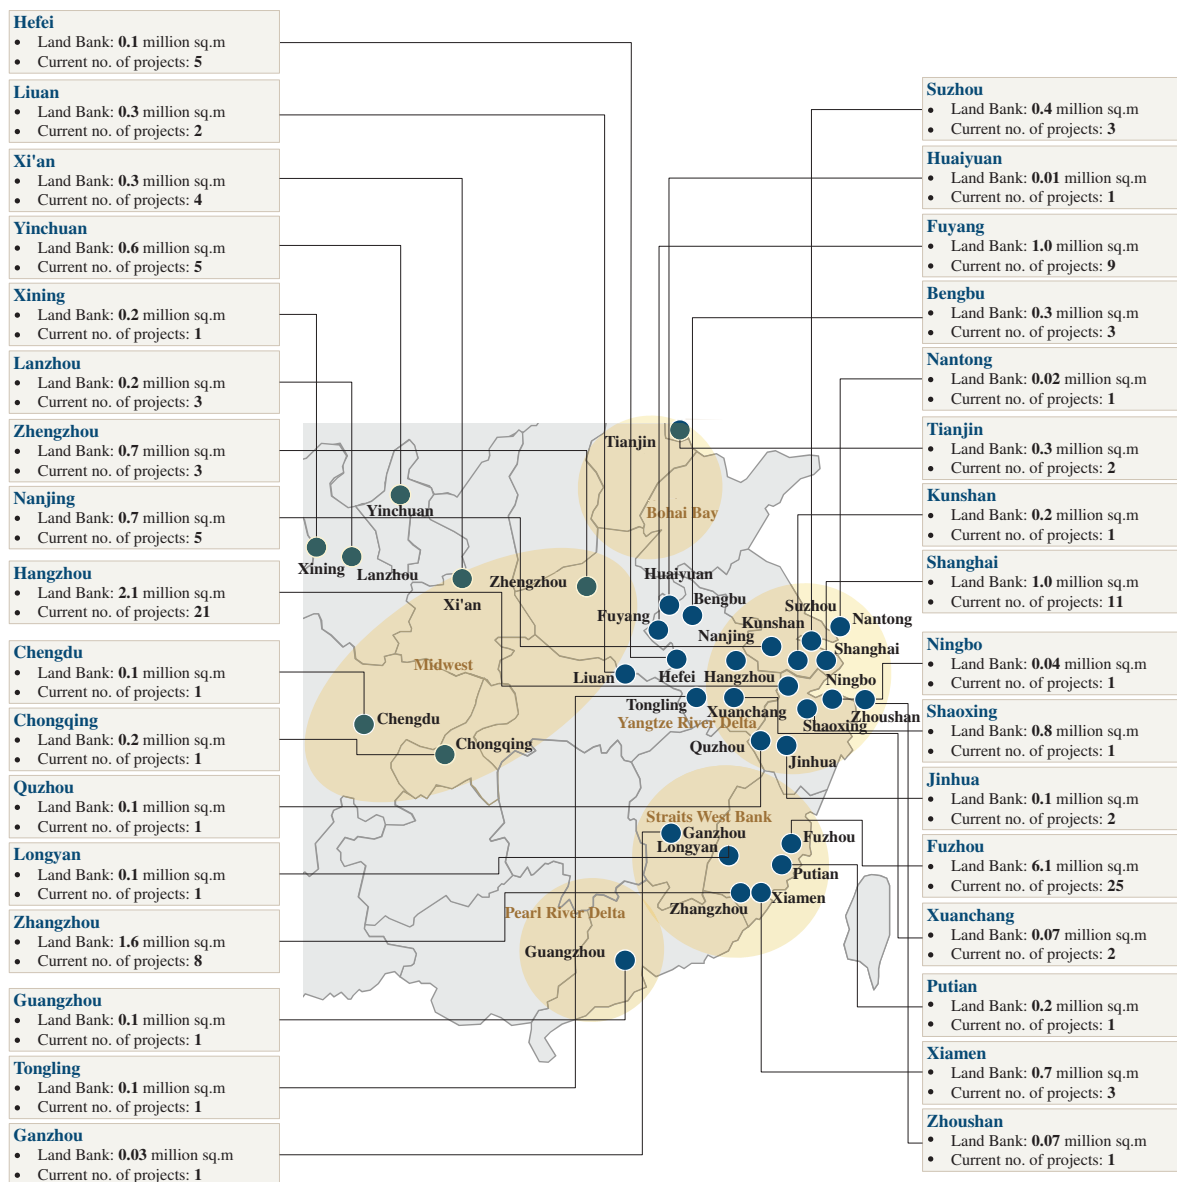 Hefei
• Land Bank: 0.1 million sq.m
• Current no. of projects: 5
Liuan
• Land Bank: 0.3 million sq.m
• Current no. of projects: 2
Xi'an
• Land Bank: 0.3 million sq.m
• Current no. of projects: 4
Yinchuan
• Land Bank: 0.6 million sq.m
• Current no. of projects: 5
Xining
• Land Bank: 0.2 million sq.m
• Current no. of projects: 1
Lanzhou
• Land Bank: 0.2 million sq.m
• Current no. of projects: 3
Zhengzhou
• Land Bank: 0.7 million sq.m
• Current no. of projects: 3
Nanjing
• Land Bank: 0.7 million sq.m
• Current no. of projects: 5
Hangzhou
• Land Bank: 2.1 million sq.m
• Current no. of projects: 21
Chengdu
• Land Bank: 0.1 million sq.m
• Current no. of projects: 1
Chongqing
• Land Bank: 0.2 million sq.m
• Current no. of projects: 1
Quzhou
• Land Bank: 0.1 million sq.m
• Current no. of projects: 1
Longyan
• Land Bank: 0.1 million sq.m
• Current no. of projects: 1
Zhangzhou
• Land Bank: 1.6 million sq.m
• Current no. of projects: 8
Guangzhou
• Land Bank: 0.1 million sq.m
• Current no. of projects: 1
Tongling
• Land Bank: 0.1 million sq.m
• Current no. of projects: 1
Ganzhou
• Land Bank: 0.03 million sq.m
• Current no. of projects: 1
Tianjin
Bohai Bay
Yinchuan
Xining
Lanzhou
Xi'an
Zhengzhou
Huaiyuan
Bengbu
Fuyang
Nanjing
Kunshan
Suzhou
Nantong
Shanghai
Midwest
Liuan
Hefei
Hangzhou
Ningbo
Tongling
Xuanchang
Zhoushan
Shaoxing
Yangtze River Delta
Chengdu
Chongqing
Quzhou
Jinhua
Straits West Bank
Ganzhou
Fuzhou
Longyan
Putian
Zhangzhou
Xiamen
Pearl River Delta
Guangzhou
Suzhou
• Land Bank: 0.4 million sq.m
• Current no. of projects: 3
Huaiyuan
• Land Bank: 0.01 million sq.m
• Current no. of projects: 1
Fuyang
• Land Bank: 1.0 million sq.m
• Current no. of projects: 9
Bengbu
• Land Bank: 0.3 million sq.m
• Current no. of projects: 3
Nantong
• Land Bank: 0.02 million sq.m
• Current no. of projects: 1
Tianjin
• Land Bank: 0.3 million sq.m
• Current no. of projects: 2
Kunshan
• Land Bank: 0.2 million sq.m
• Current no. of projects: 1
Shanghai
• Land Bank: 1.0 million sq.m
• Current no. of projects: 11
Ningbo
• Land Bank: 0.04 million sq.m
• Current no. of projects: 1
Shaoxing
• Land Bank: 0.8 million sq.m
• Current no. of projects: 1
Jinhua
• Land Bank: 0.1 million sq.m
• Current no. of projects: 2
Fuzhou
• Land Bank: 6.1 million sq.m
• Current no. of projects: 25
Xuanchang
• Land Bank: 0.07 million sq.m
• Current no. of projects: 2
Putian
• Land Bank: 0.2 million sq.m
• Current no. of projects: 1
Xiamen
• Land Bank: 0.7 million sq.m
• Current no. of projects: 3
Zhoushan
• Land Bank: 0.07 million sq.m
• Current no. of projects: 1